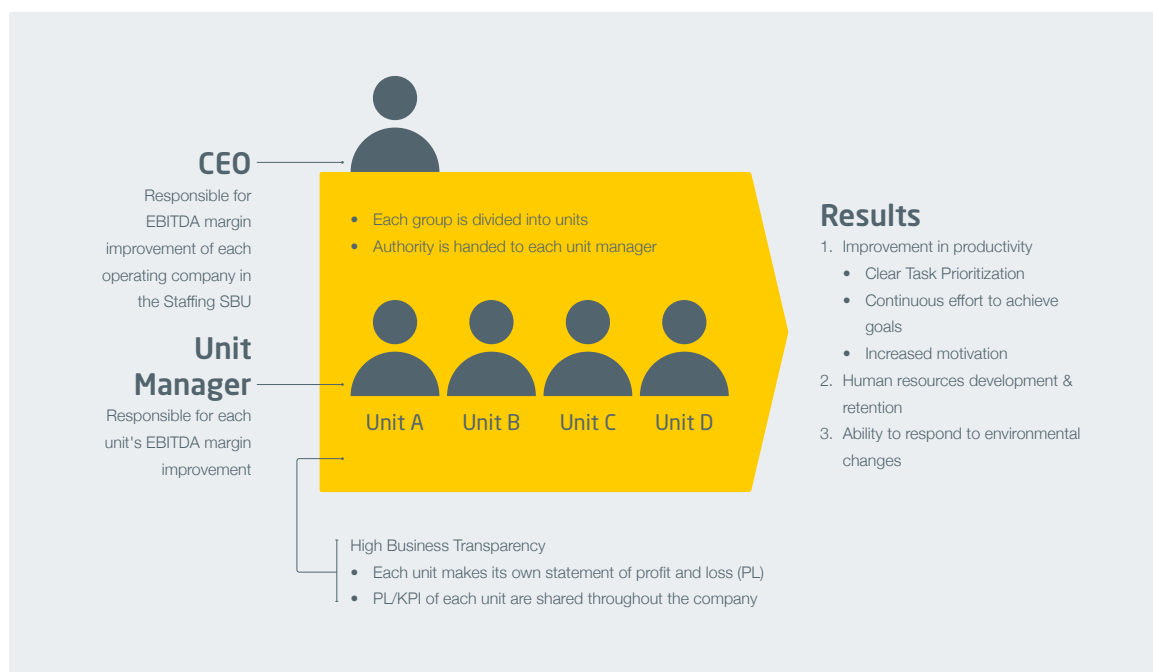 CEO
Responsible for
EBITDA margin
improvement of each
operating company in
the Staffing SBU
Unit
Manager
Responsible for each
unit's EBITDA margin
improvement
• Each group is divided into units
• Authority is handed to each unit manager
Unit A
Unit B
Unit C
Unit D
High Business Transparency
• Each unit makes its own statement of profit and loss (PL)
• PL/KPI of each unit are shared throughout the company
Results
1. Improvement in productivity
• Clear Task Prioritization
• Continuous effort to achieve
goals
• Increased motivation
2. Human resources development &
retention
3. Ability to respond to environmental
changes